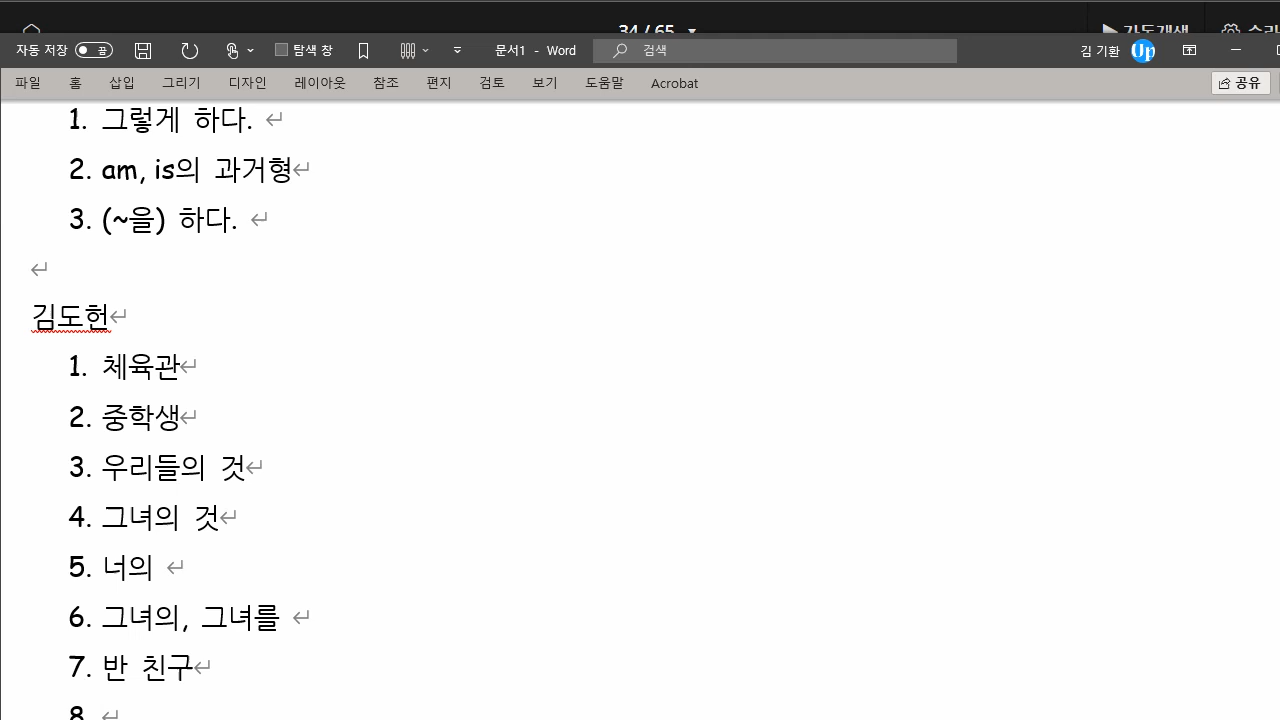 34 / 65
자동 저장 끔 탐색 창 문서1 - Word 검색 김 기환 Up
파일 홈 삽입 그리기 디자인 레이아웃 참조 편지 검토 보기 도움말 Acrobat 공유
1. 그렇게 하다.
2. am, is의 과거형
3. (~을) 하다.
김도헌
1. 체육관
2. 중학생
3. 우리들의 것
4. 그녀의 것
5. 너의
6. 그녀의, 그녀를
7. 반 친구
8.